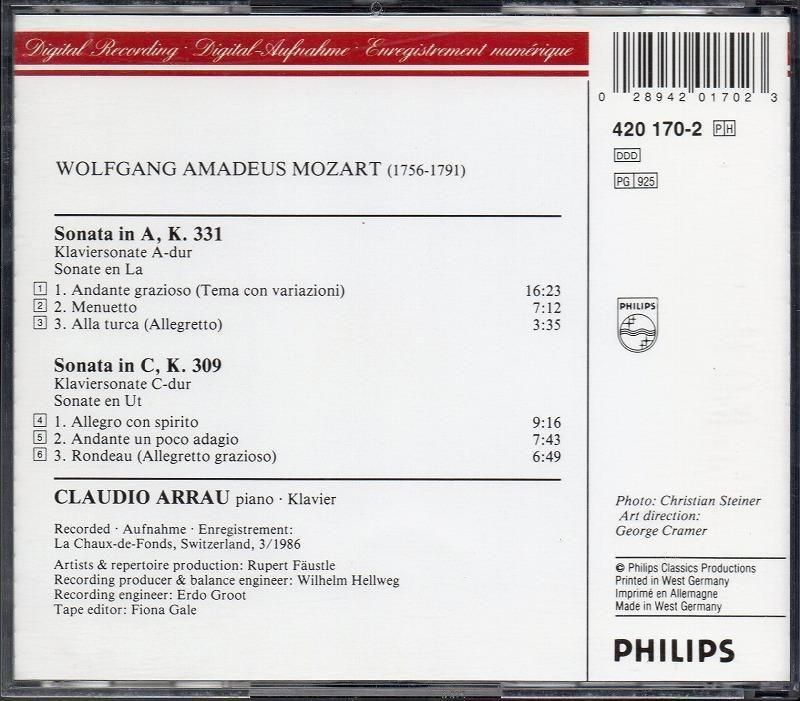 Digital Recording · Digital-Aufnahme · Enregistrement numérique
WOLFGANG AMADEUS MOZART (1756-1791)
Sonata in A, K. 331
Klaviersonate A-dur
Sonate en La
1 1. Andante grazioso (Tema con variazioni) 16:23
2 2. Menuetto 7:12
3 3. Alla turca (Allegretto) 3:35
Sonata in C, K. 309
Klaviersonate C-dur
Sonate en Ut
4 1. Allegro con spirito 9:16
5 2. Andante un poco adagio 7:43
6 3. Rondeau (Allegretto grazioso) 6:49
CLAUDIO ARRAU piano · Klavier
Recorded · Aufnahme · Enregistrement:
La Chaux-de-Fonds, Switzerland, 3/1986
Artists & repertoire production: Rupert Fäustle
Recording producer & balance engineer: Wilhelm Hellweg
Recording engineer: Erdo Groot
Tape editor: Fiona Gale
0 28942 01702 3
420 170-2 PH
DDD
PG 925
PHILIPS
Photo: Christian Steiner
Art direction:
George Cramer
℗ Philips Classics Productions
Printed in West Germany
Imprimé en Allemagne
Made in West Germany
PHILIPS